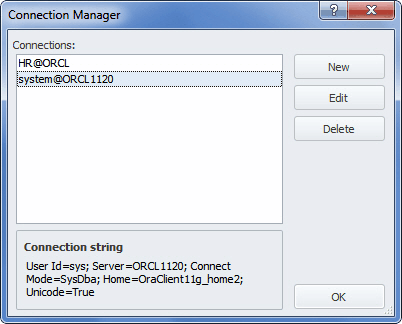 Connection Manager
Connections:
HR@ORCL
system@ORCL1120
New
Edit
Delete
Connection string
User Id=sys; Server=ORCL1120; Connect
Mode=SysDba; Home=OraClient11g_home2;
Unicode=True
OK